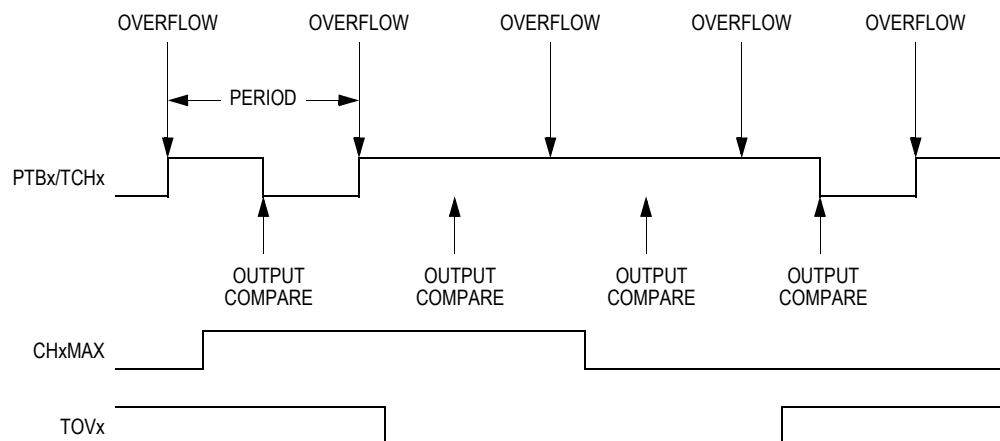 OVERFLOW OVERFLOW OVERFLOW OVERFLOW OVERFLOW
PERIOD
PTBx/TCHx
OUTPUT OUTPUT OUTPUT OUTPUT
COMPARE COMPARE COMPARE COMPARE
CHxMAX
TOVx